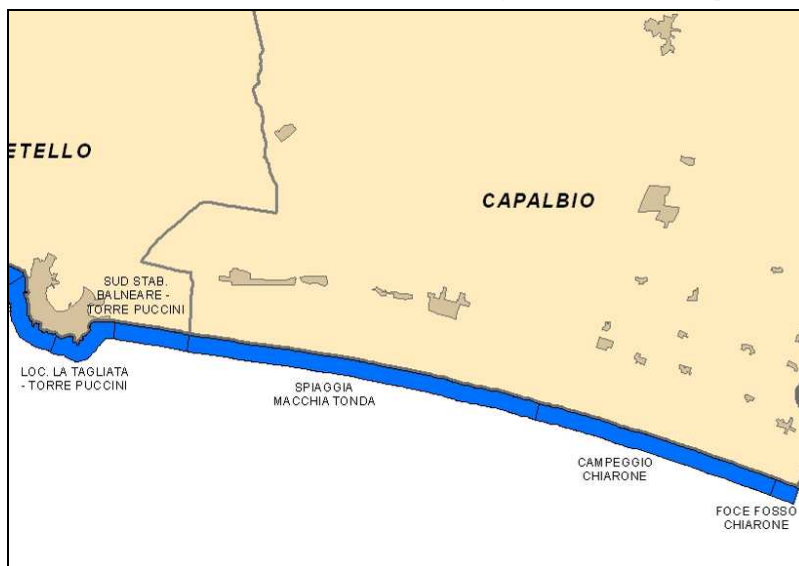 ETELLO
CAPALBIO
SUD STAB.
BALNEARE -
TORRE PUCCINI
LOC. LA TAGLIATA
- TORRE PUCCINI
SPIAGGIA
MACCHIA TONDA
CAMPEGGIO
CHIARONE
FOCE FOSSO
CHIARONE